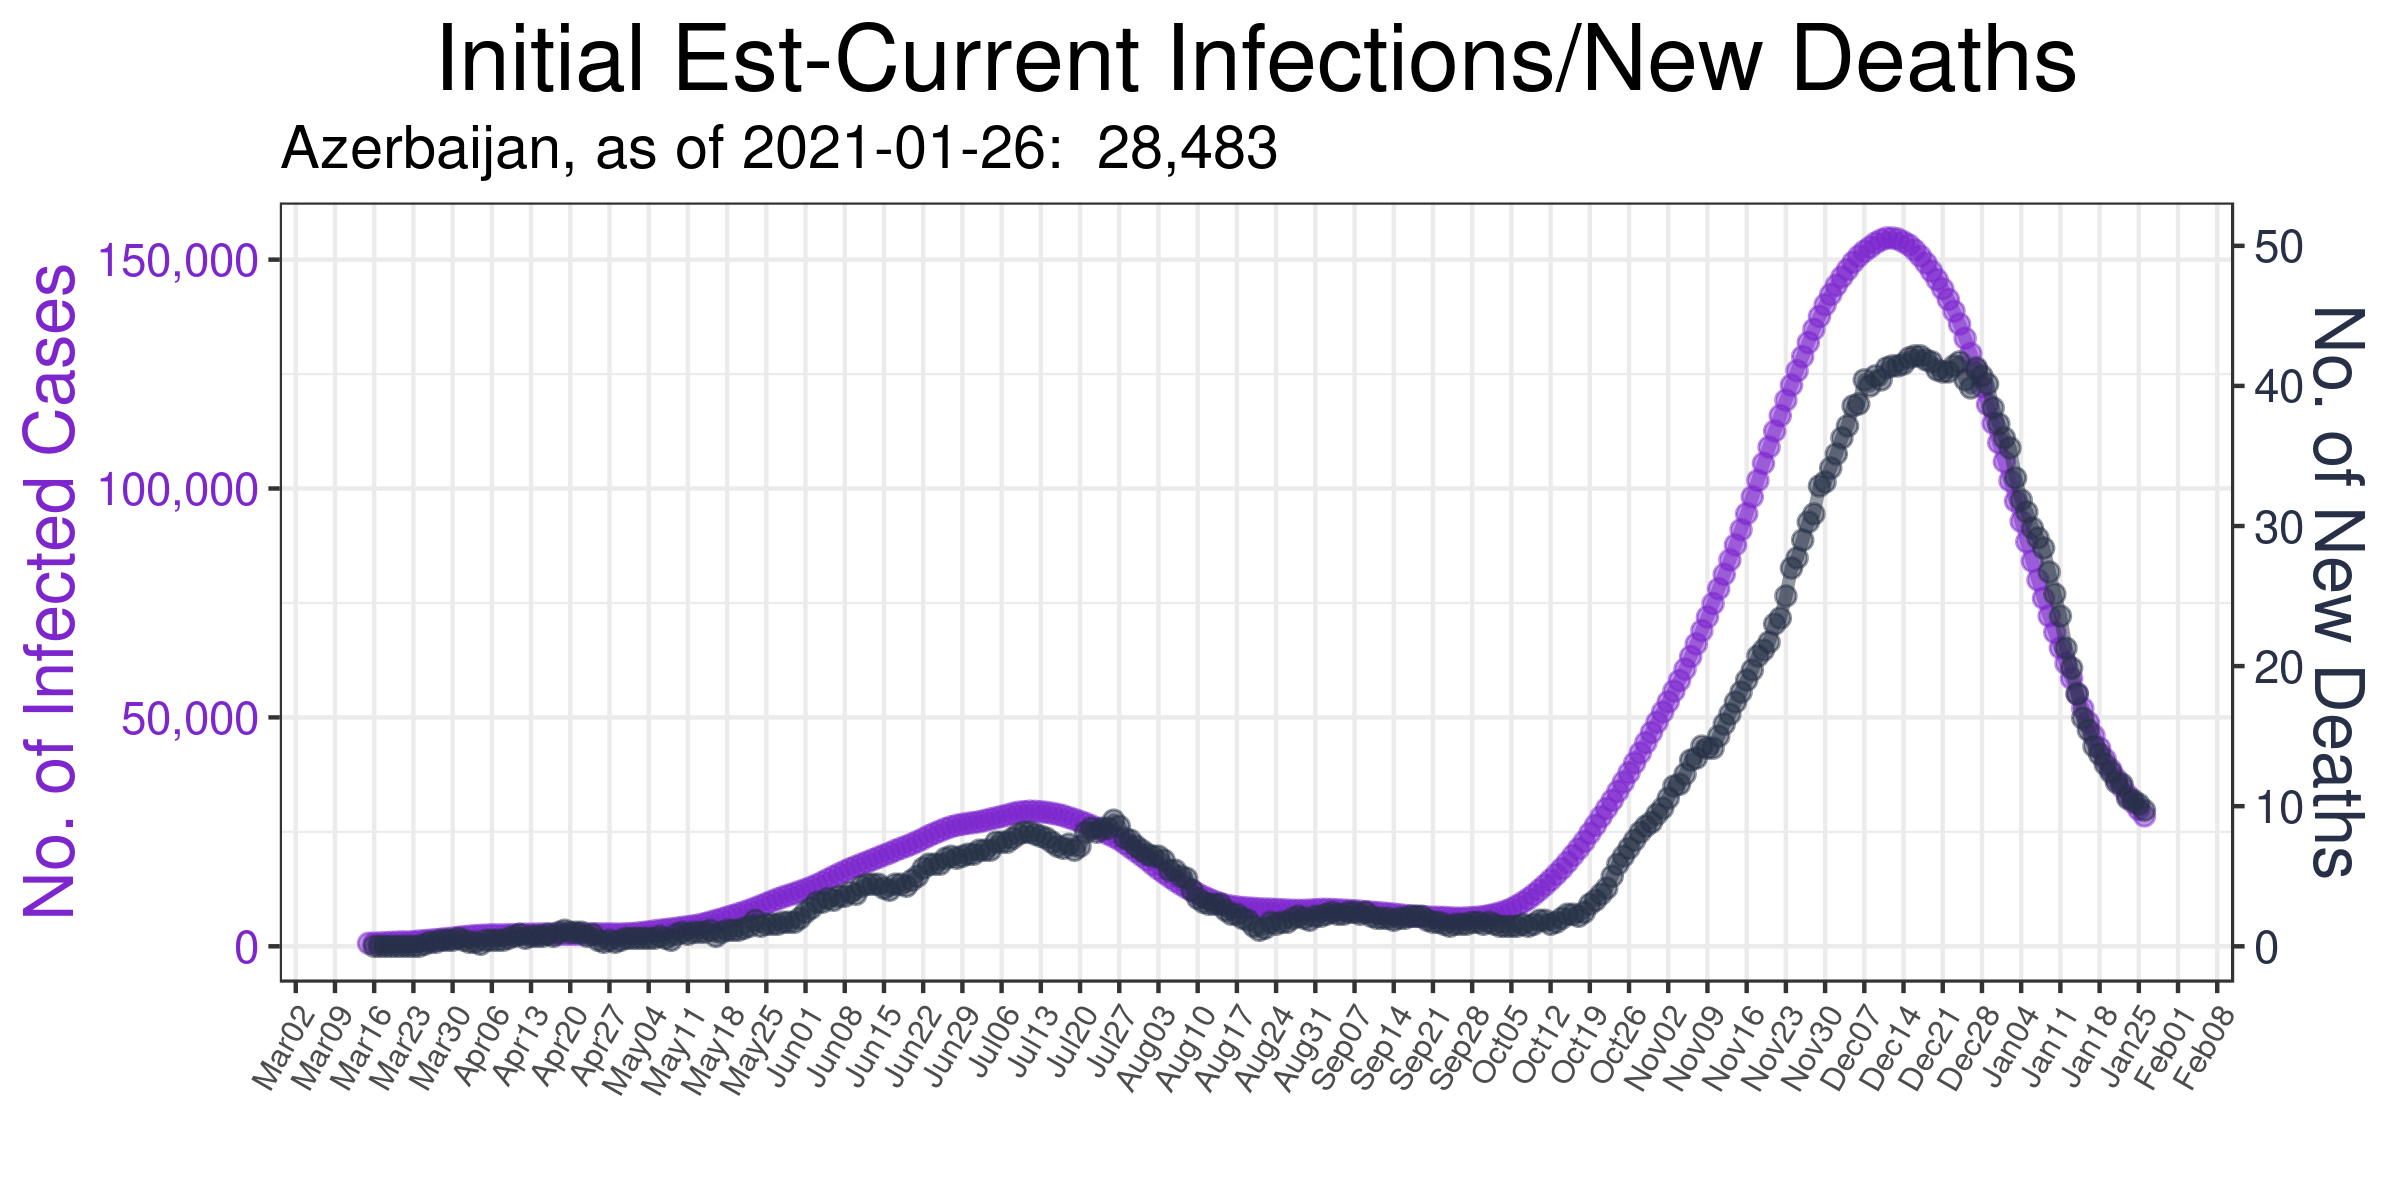 Initial Est-Current Infections/New Deaths
Azerbaijan, as of 2021-01-26:  28,483
No. of Infected Cases
150,000
100,000
50,000
0
50
40
30
20
10
0
No. of New Deaths
Mar02
Mar09
Mar16
Mar23
Mar30
Apr06
Apr13
Apr20
Apr27
May04
May11
May18
May25
Jun01
Jun08
Jun15
Jun22
Jun29
Jul06
Jul13
Jul20
Jul27
Aug03
Aug10
Aug17
Aug24
Aug31
Sep07
Sep14
Sep21
Sep28
Oct05
Oct12
Oct19
Oct26
Nov02
Nov09
Nov16
Nov23
Nov30
Dec07
Dec14
Dec21
Dec28
Jan04
Jan11
Jan18
Jan25
Feb01
Feb08